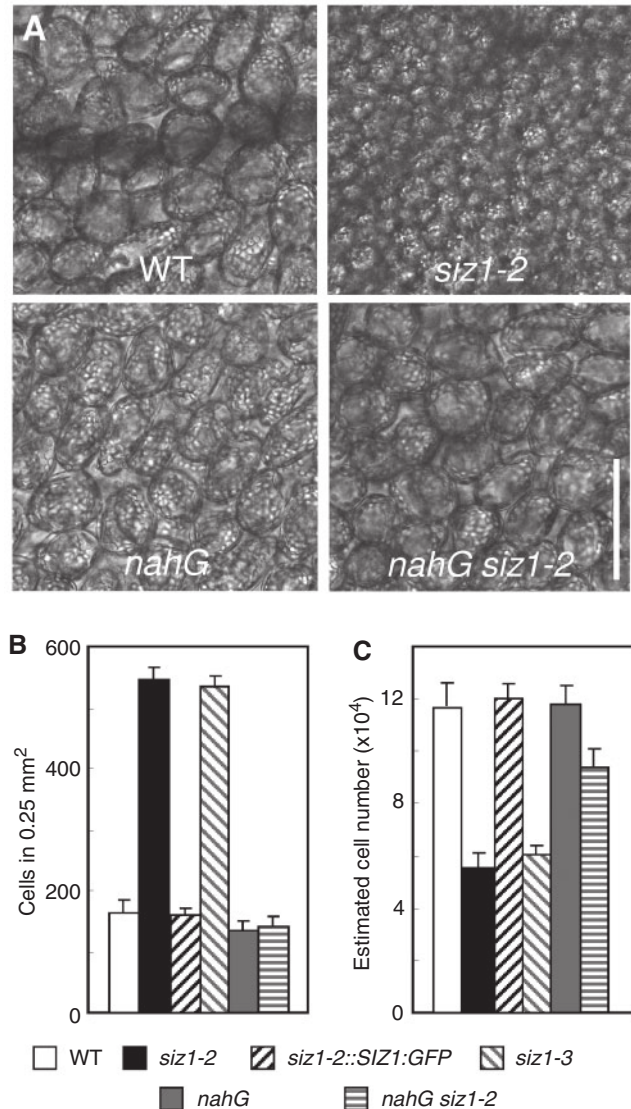 A
WT
siz1-2
nahG
nahG siz1-2
B
600
400
200
0
Cells in 0.25 mm²
C
12
8
4
0
Estimated cell number (x10⁴)
WT
siz1-2
siz1-2::SIZ1:GFP
siz1-3
nahG
nahG siz1-2